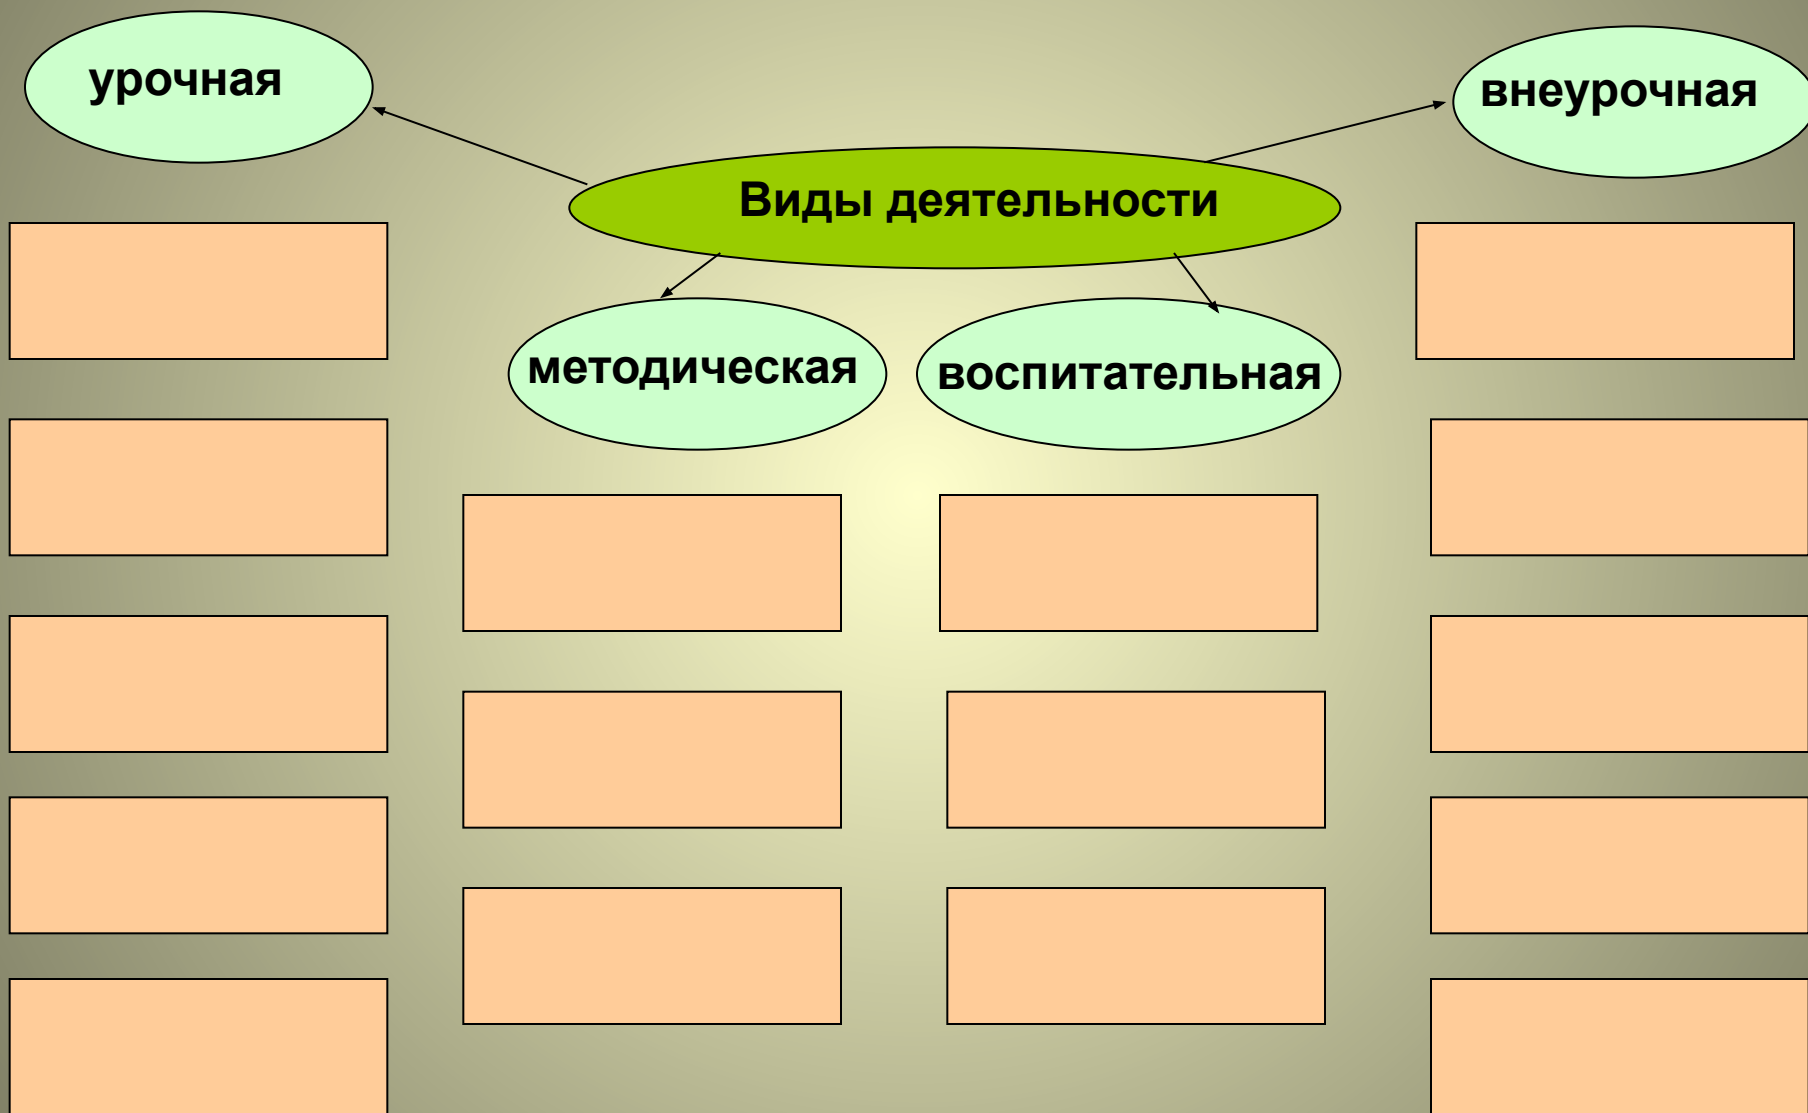 урочная
внеурочная
Виды деятельности
методическая
воспитательная